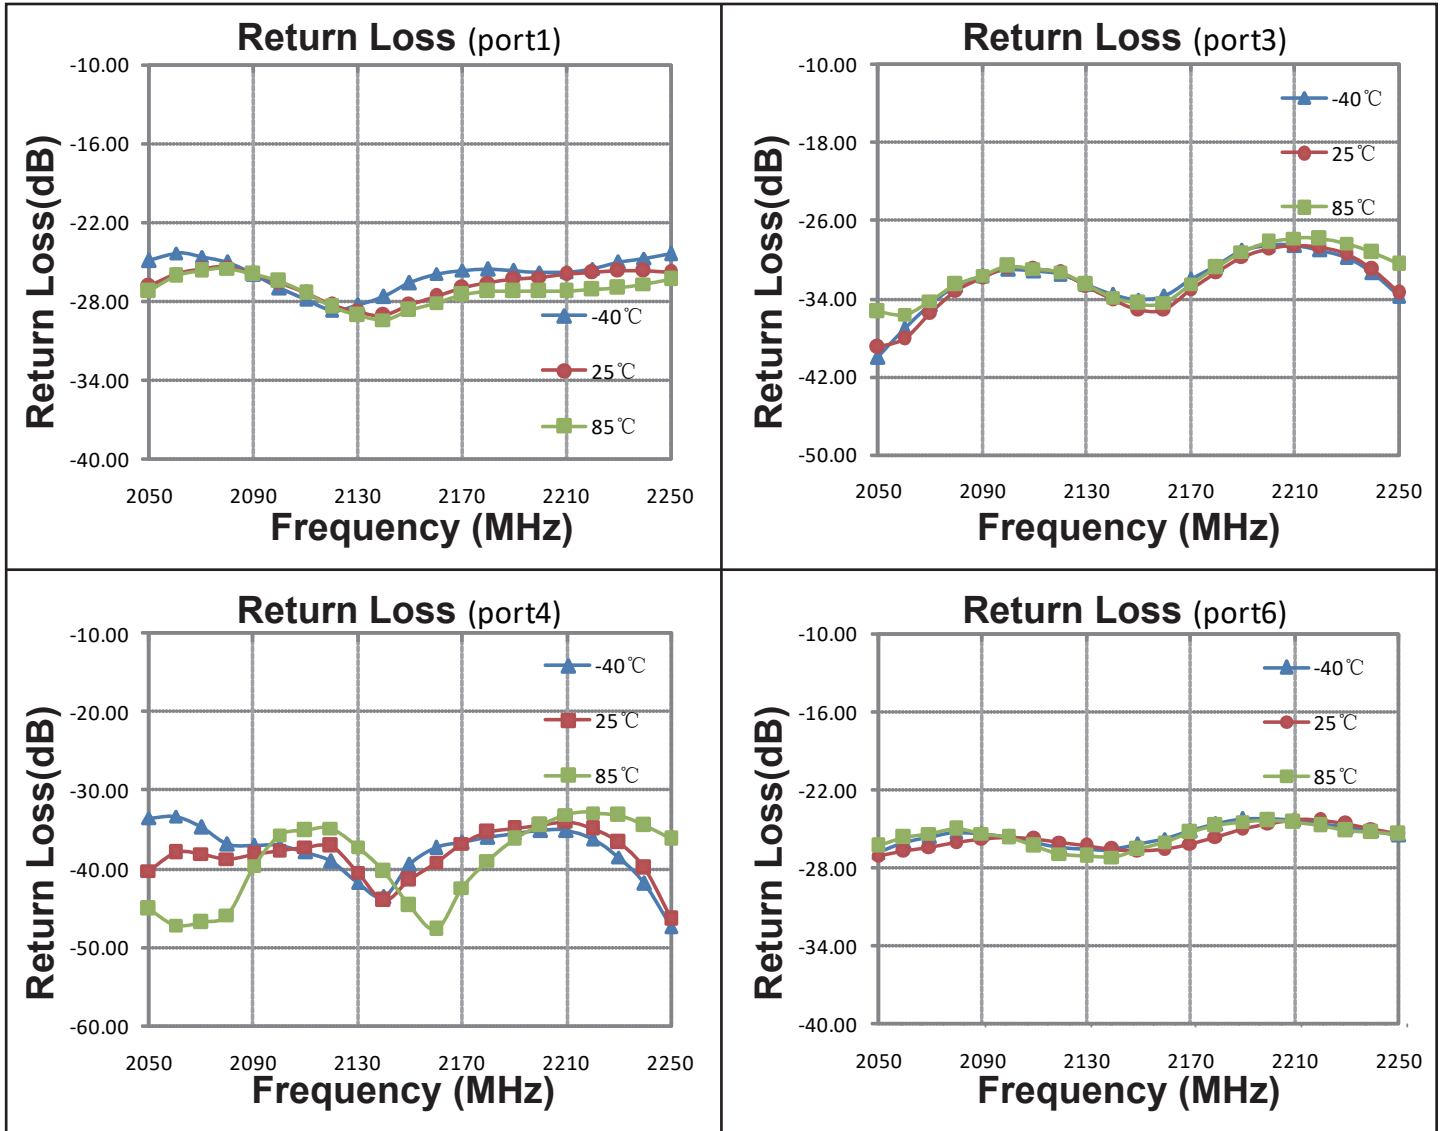 Return Loss (port1)
Return Loss(dB)
-10.00
-16.00
-22.00
-28.00
-34.00
-40.00
-40℃
25℃
85℃
2050 2090 2130 2170 2210 2250
Frequency (MHz)
Return Loss (port3)
Return Loss(dB)
-10.00
-18.00
-26.00
-34.00
-42.00
-50.00
-40℃
25℃
85℃
2050 2090 2130 2170 2210 2250
Frequency (MHz)
Return Loss (port4)
Return Loss(dB)
-10.00
-20.00
-30.00
-40.00
-50.00
-60.00
-40℃
25℃
85℃
2050 2090 2130 2170 2210 2250
Frequency (MHz)
Return Loss (port6)
Return Loss(dB)
-10.00
-16.00
-22.00
-28.00
-34.00
-40.00
-40℃
25℃
85℃
2050 2090 2130 2170 2210 2250
Frequency (MHz)